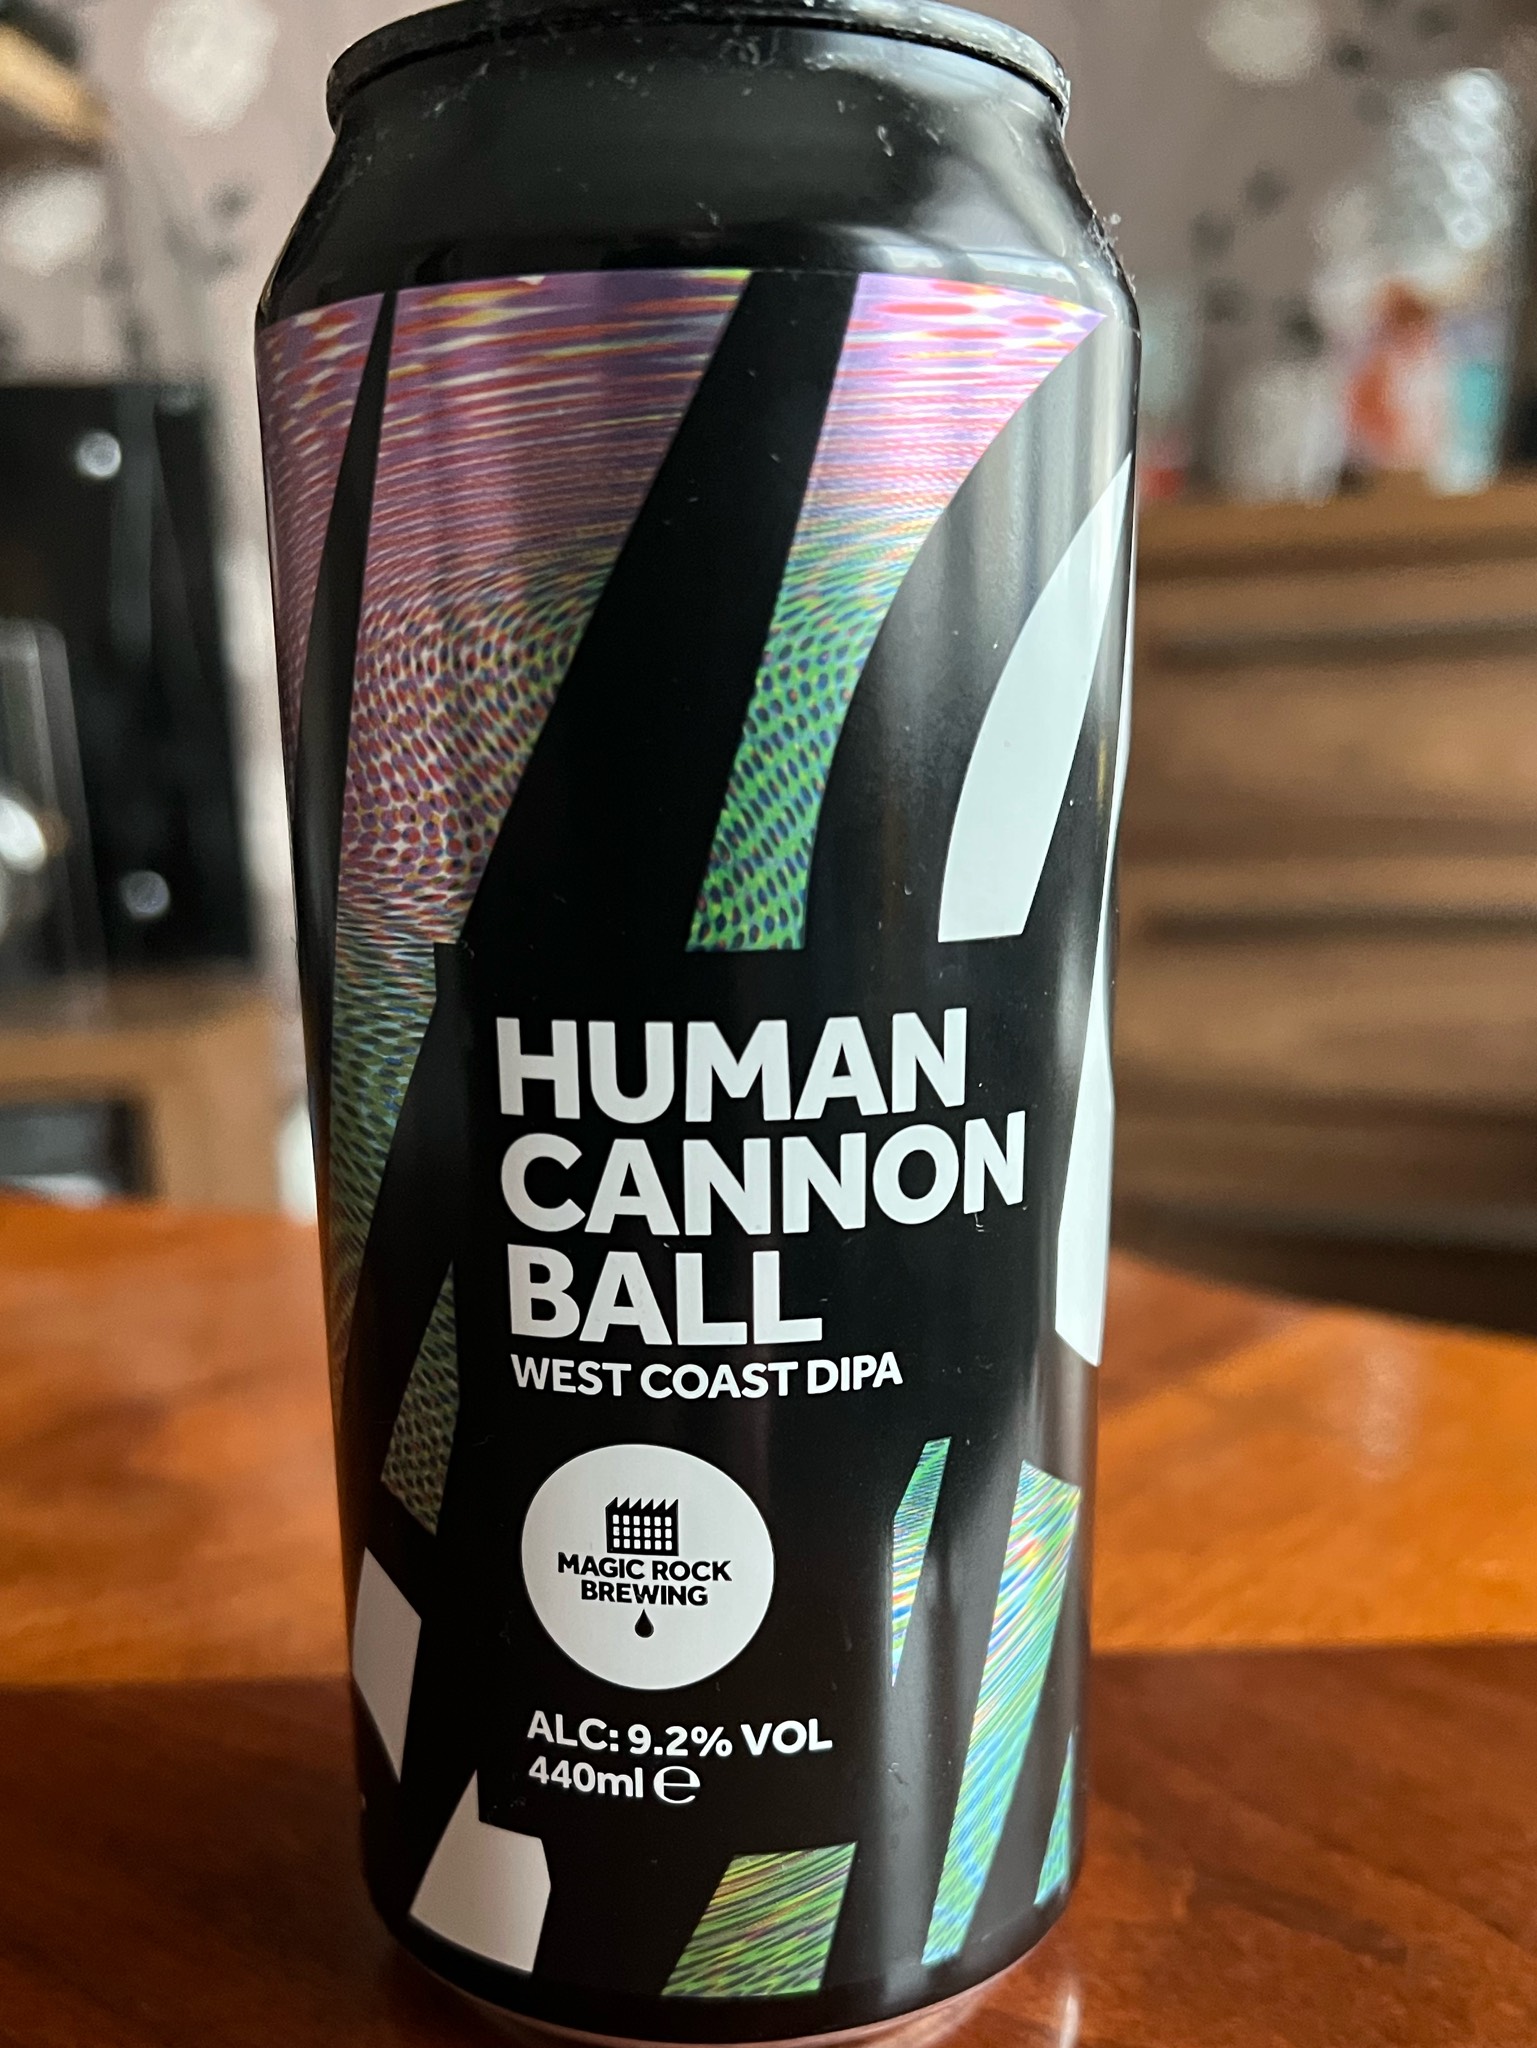 HUMAN
CANNON
BALL
WEST COAST DIPA
MAGIC ROCK
BREWING
ALC: 9.2% VOL
440ml ℮